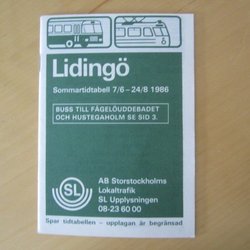 Lidingö
Sommartidtabell 7/6 – 24/8 1986
BUSS TILL FÅGELÖUDDEBADET
OCH HUSTEGAHOLM SE SID 3.
SL
AB Storstockholms
Lokaltrafik
SL Upplysningen
08-23 60 00
Spar tidtabellen – upplagan är begränsad